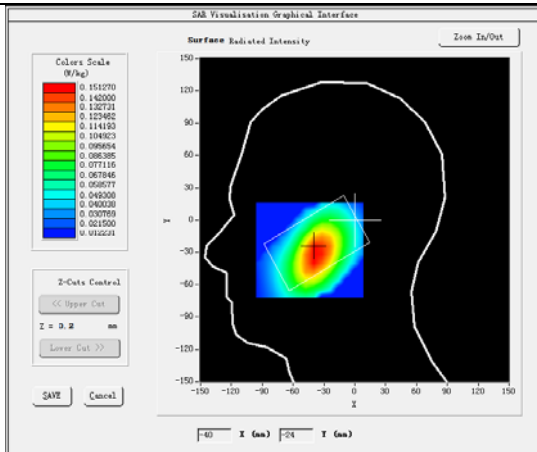 SAR Visualisation Graphical Interface
Surface Radiated Intensity
Zoom In/Out
Colors Scale
(W/kg)
0.151270
0.142000
0.132731
0.123462
0.114193
0.104923
0.095654
0.086385
0.077116
0.067846
0.058577
0.049308
0.040038
0.030769
0.021500
0.012231
150
120
90
60
30
0
-30
-60
-90
-120
-150
Y
-150 -120 -90 -60 -30 0 30 60 90 120 150
X
Z-Cuts Control
<< Upper Cut
Z = 0.2 mm
Lower Cut >>
SAVE Cancel
-40 X (mm) -24 Y (mm)